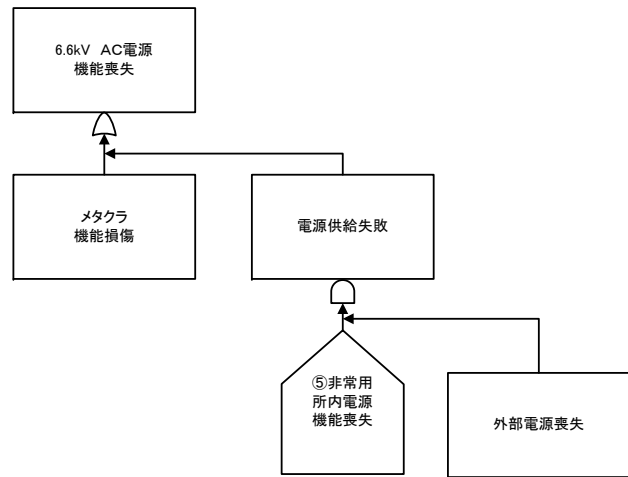 6.6kV AC電源
機能喪失
メタクラ
機能損傷
電源供給失敗
⑤非常用
所内電源
機能喪失
外部電源喪失